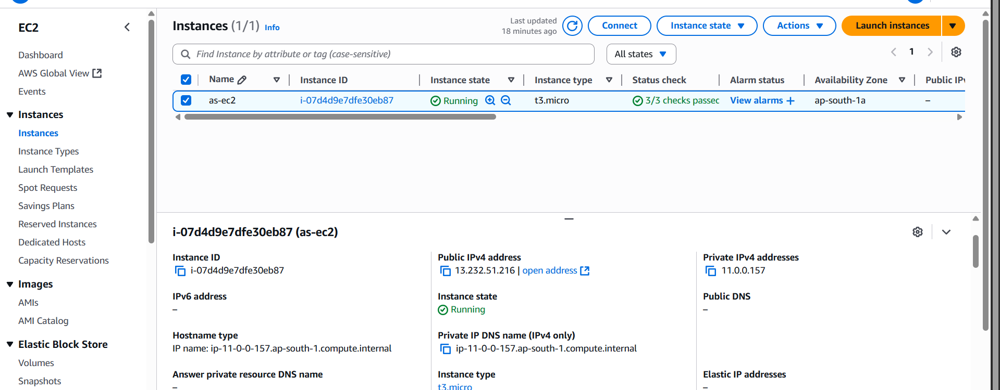 EC2
Dashboard
AWS Global View
Events
Instances
Instances
Instance Types
Launch Templates
Spot Requests
Savings Plans
Reserved Instances
Dedicated Hosts
Capacity Reservations
Images
AMIs
AMI Catalog
Elastic Block Store
Volumes
Snapshots
Instances (1/1) Info
Last updated
18 minutes ago
Connect
Instance state
Actions
Launch instances
Find Instance by attribute or tag (case-sensitive)
All states
1
Name Instance ID Instance state Instance type Status check Alarm status Availability Zone Public IPv
as-ec2 i-07d4d9e7dfe30eb87 Running t3.micro 3/3 checks passed View alarms + ap-south-1a –
i-07d4d9e7dfe30eb87 (as-ec2)
Instance ID
i-07d4d9e7dfe30eb87
Public IPv4 address
13.232.51.216 | open address
Private IPv4 addresses
11.0.0.157
IPv6 address
–
Instance state
Running
Public DNS
–
Hostname type
IP name: ip-11-0-0-157.ap-south-1.compute.internal
Private IP DNS name (IPv4 only)
ip-11-0-0-157.ap-south-1.compute.internal
Answer private resource DNS name
–
Instance type
t3.micro
Elastic IP addresses
–